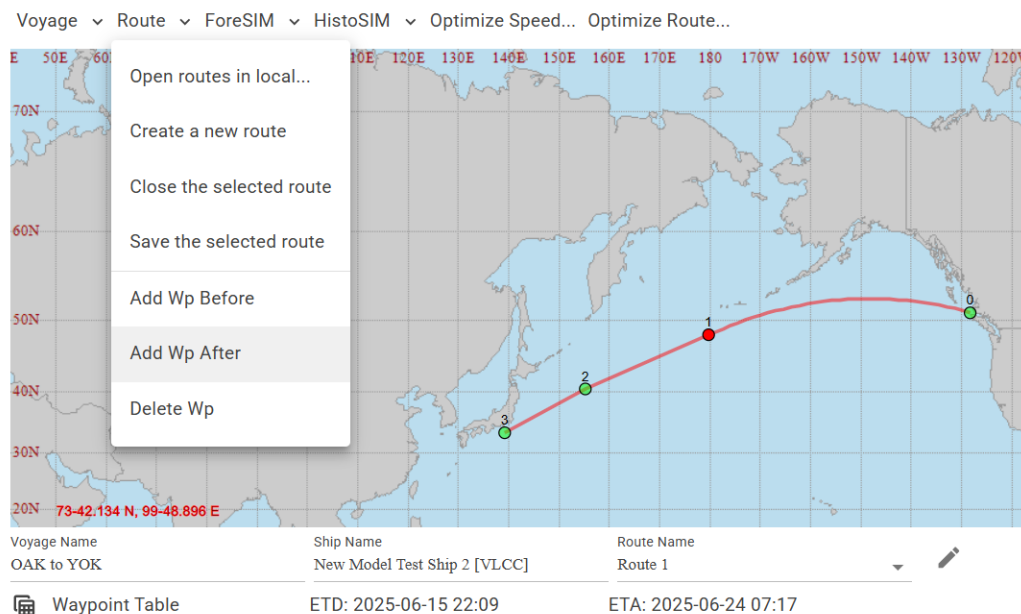 Voyage Route ForeSIM HistoSIM Optimize Speed... Optimize Route...
E 50E 110E 120E 130E 140E 150E 160E 170E 180 170W 160W 150W 140W 130W
Open routes in local...
70N
Create a new route
Close the selected route
60N
Save the selected route
Add Wp Before
0
50N
1
Add Wp After
2
40N
Delete Wp
3
30N
20N 73-42.134 N, 99-48.896 E
Voyage Name Ship Name Route Name
OAK to YOK New Model Test Ship 2 [VLCC] Route 1
Waypoint Table ETD: 2025-06-15 22:09 ETA: 2025-06-24 07:17